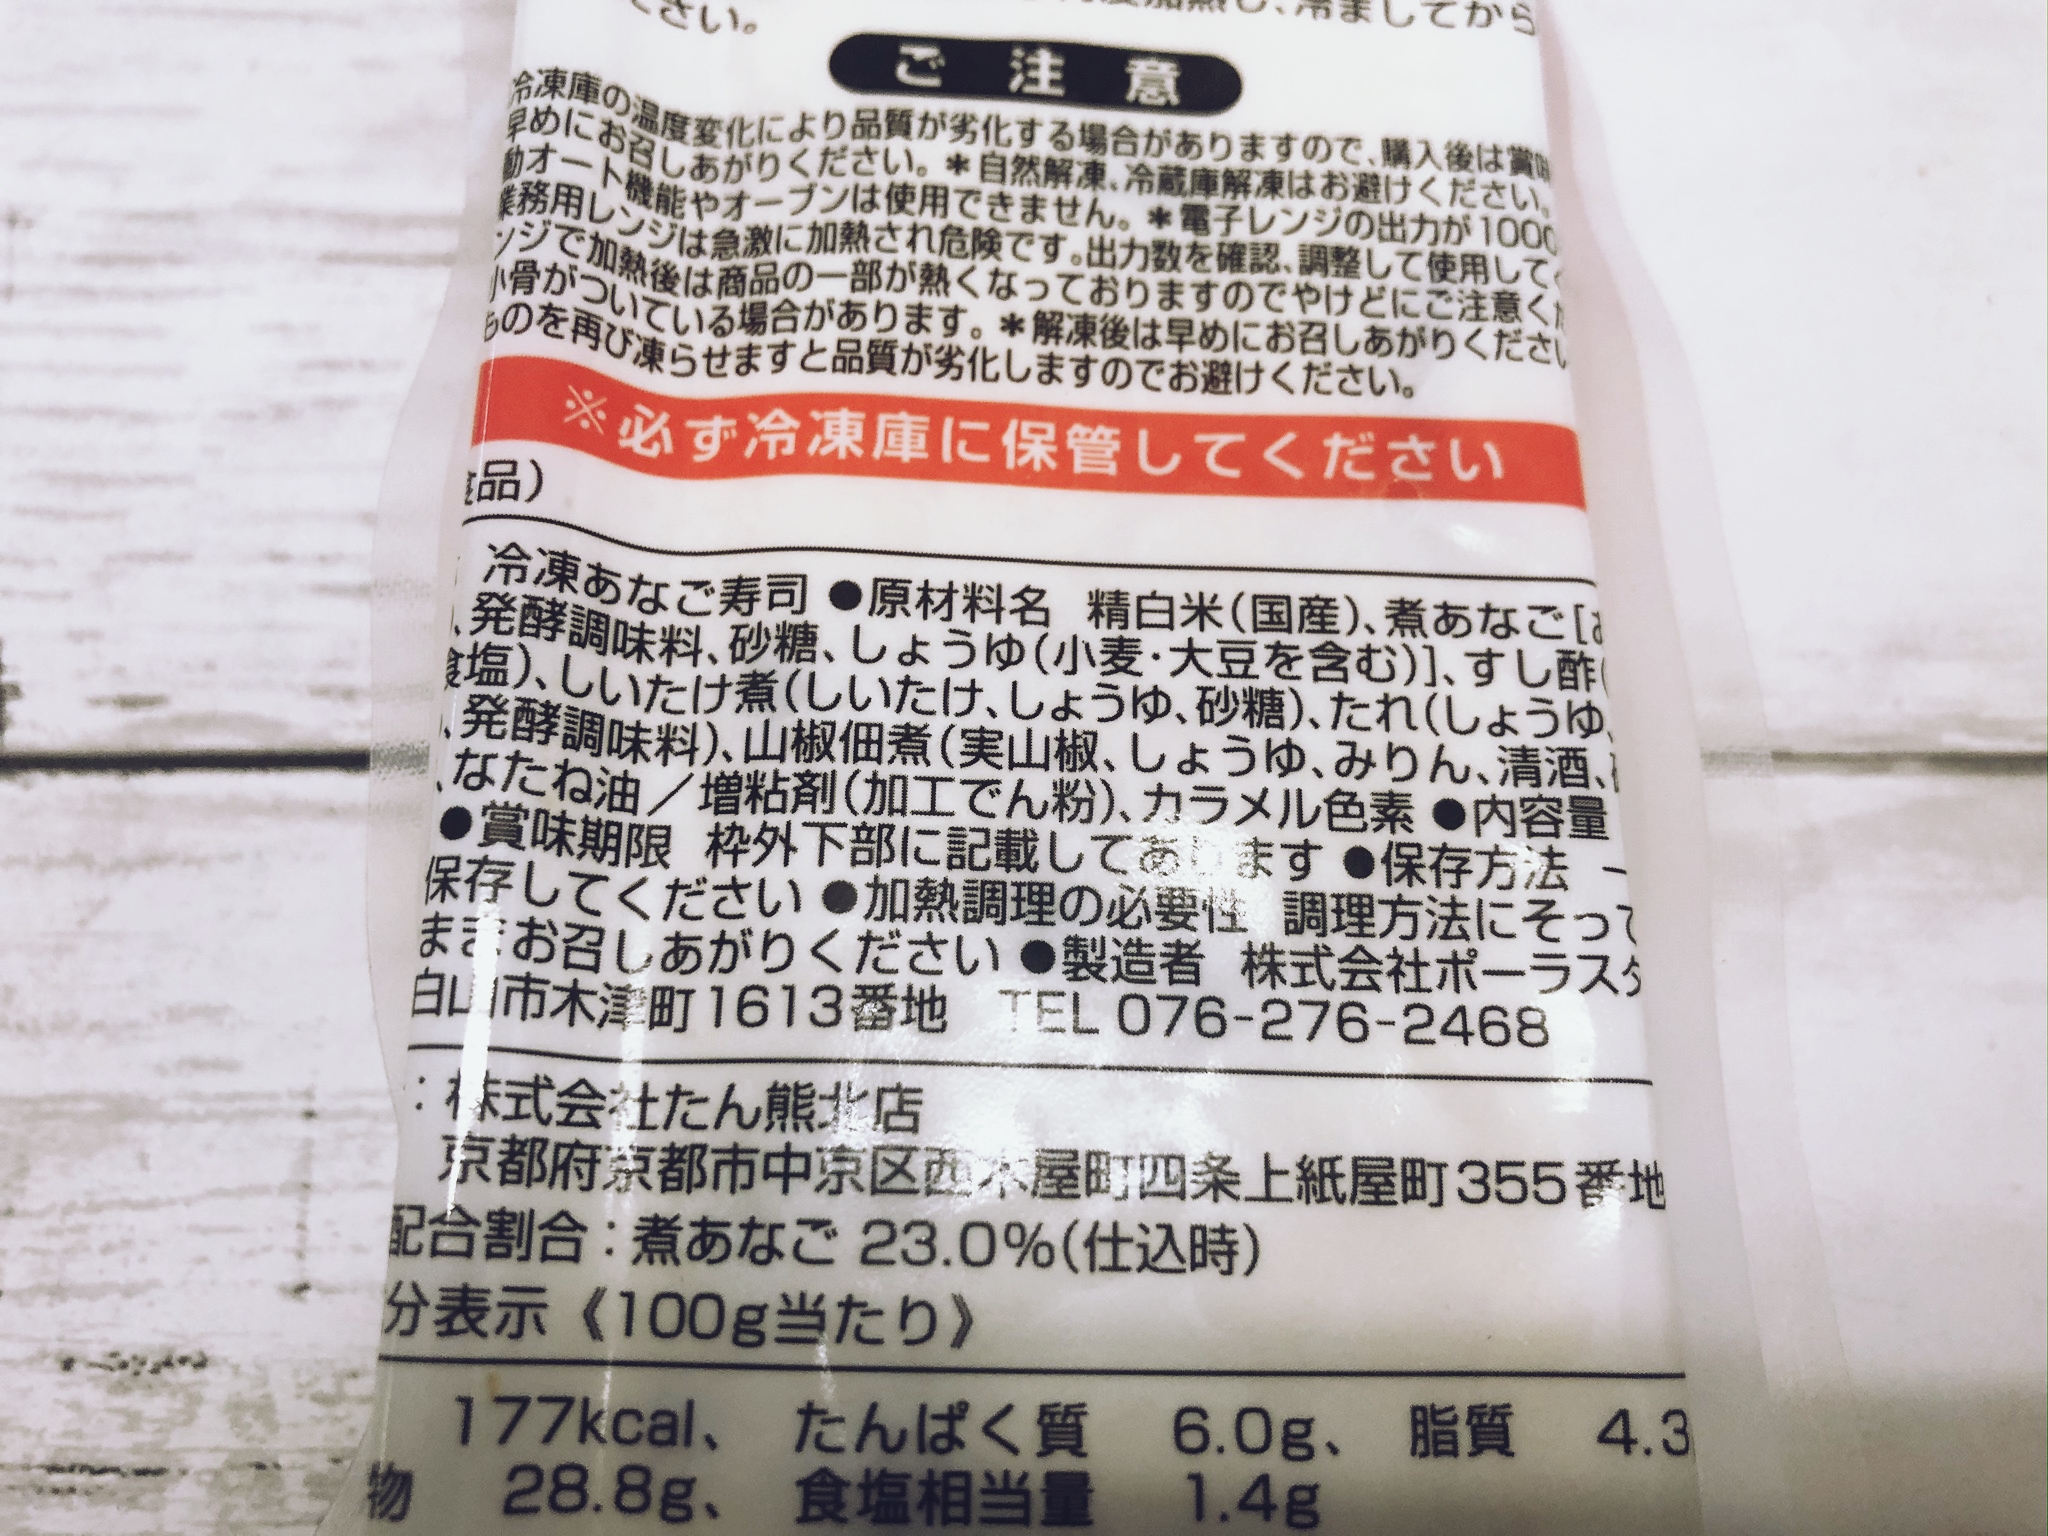 加熱し、冷ましてから
ださい。
ご注意
冷凍庫の温度変化により品質が劣化する場合がありますので、購入後は賞味
早めにお召しあがりください。＊自然解凍、冷蔵庫解凍はお避けください。
動オート機能やオーブンは使用できません。＊電子レンジの出力が1000
業務用レンジは急激に加熱され危険です。出力数を確認、調整して使用して
ンジで加熱後は商品の一部が熱くなっておりますのでやけどにご注意くだ
小骨がついている場合があります。＊解凍後は早めにお召しあがりください
ものを再び凍らせますと品質が劣化しますのでお避けください。
※必ず冷凍庫に保管してください
食品）
冷凍あなご寿司 ●原材料名 精白米（国産）、煮あなご［
、発酵調味料、砂糖、しょうゆ（小麦・大豆を含む）］、すし酢（
食塩）、しいたけ煮（しいたけ、しょうゆ、砂糖）、たれ（しょうゆ、
、発酵調味料）、山椒佃煮（実山椒、しょうゆ、みりん、清酒、
、なたね油／増粘剤（加工でん粉）、カラメル色素 ●内容量
●賞味期限 枠外下部に記載してあります ●保存方法
保存してください ●加熱調理の必要性 調理方法にそって
ままお召しあがりください ●製造者 株式会社ポーラスタ
白山市木津町1613番地 TEL 076-276-2468
：株式会社たん熊北店
京都府京都市中京区西木屋町四条上紙屋町355番地
配合割合：煮あなご 23.0％（仕込時）
分表示《100g当たり》
177kcal、 たんぱく質 6.0g、 脂質 4.3
物 28.8g、 食塩相当量 1.4g